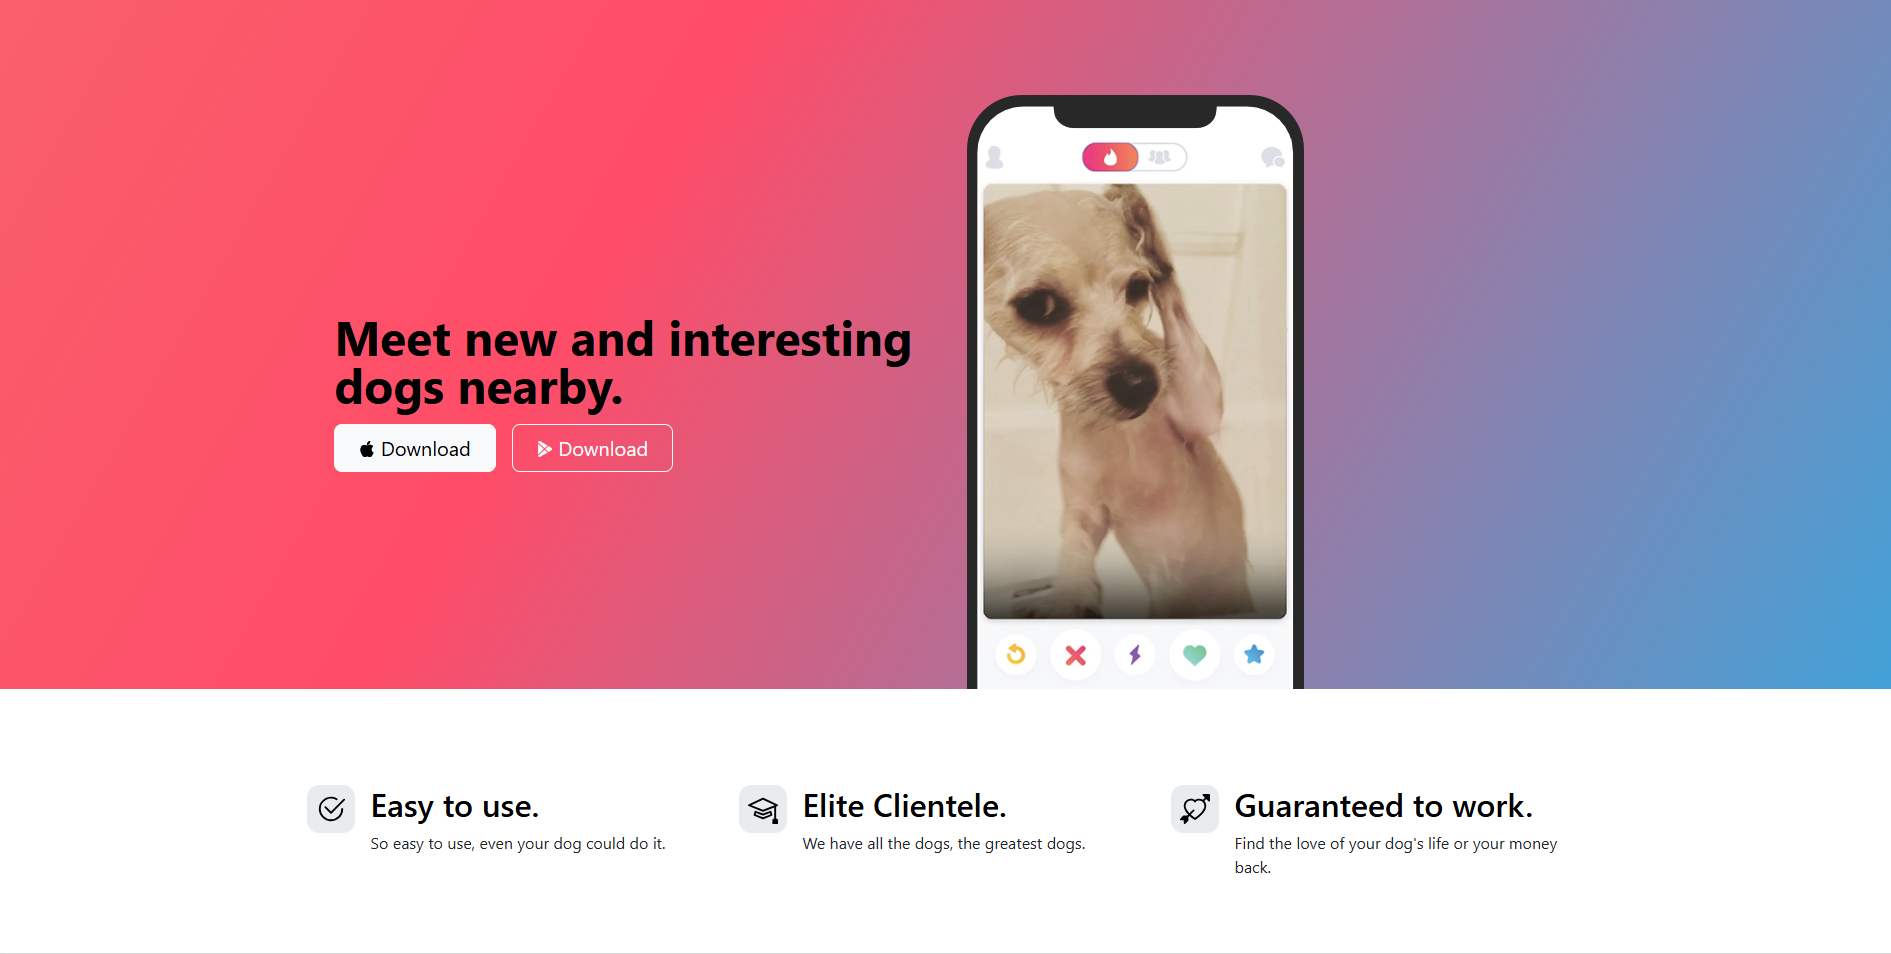 Meet new and interesting
dogs nearby.
Download
Download
Easy to use.
So easy to use, even your dog could do it.
Elite Clientele.
We have all the dogs, the greatest dogs.
Guaranteed to work.
Find the love of your dog's life or your money
back.